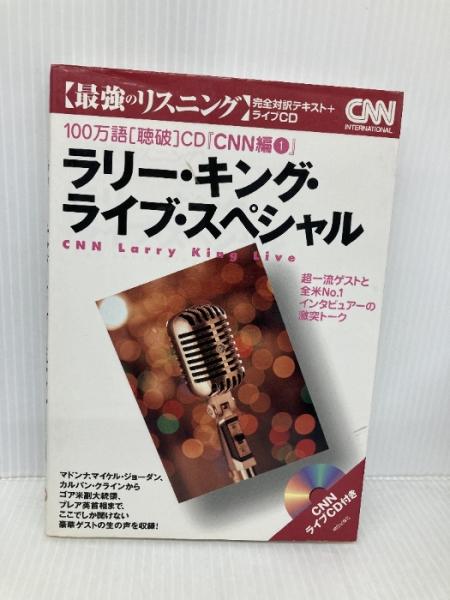 【最強のリスニング】完全対訳テキスト+
ライブCD
CNN
INTERNATIONAL
100万語[聴破]CD『CNN編❶』
ラリー・キング・
ライブ・スペシャル
CNN Larry King Live
超一流ゲストと
全米No.1
インタビュアーの
激突トーク
マドンナ、マイケル・ジョーダン、
カルバン・クラインから
ゴア米副大統領、
ブレア英首相まで、
ここでしか聞けない
豪華ゲストの生の声を収録!
CNN
ライブCD付き